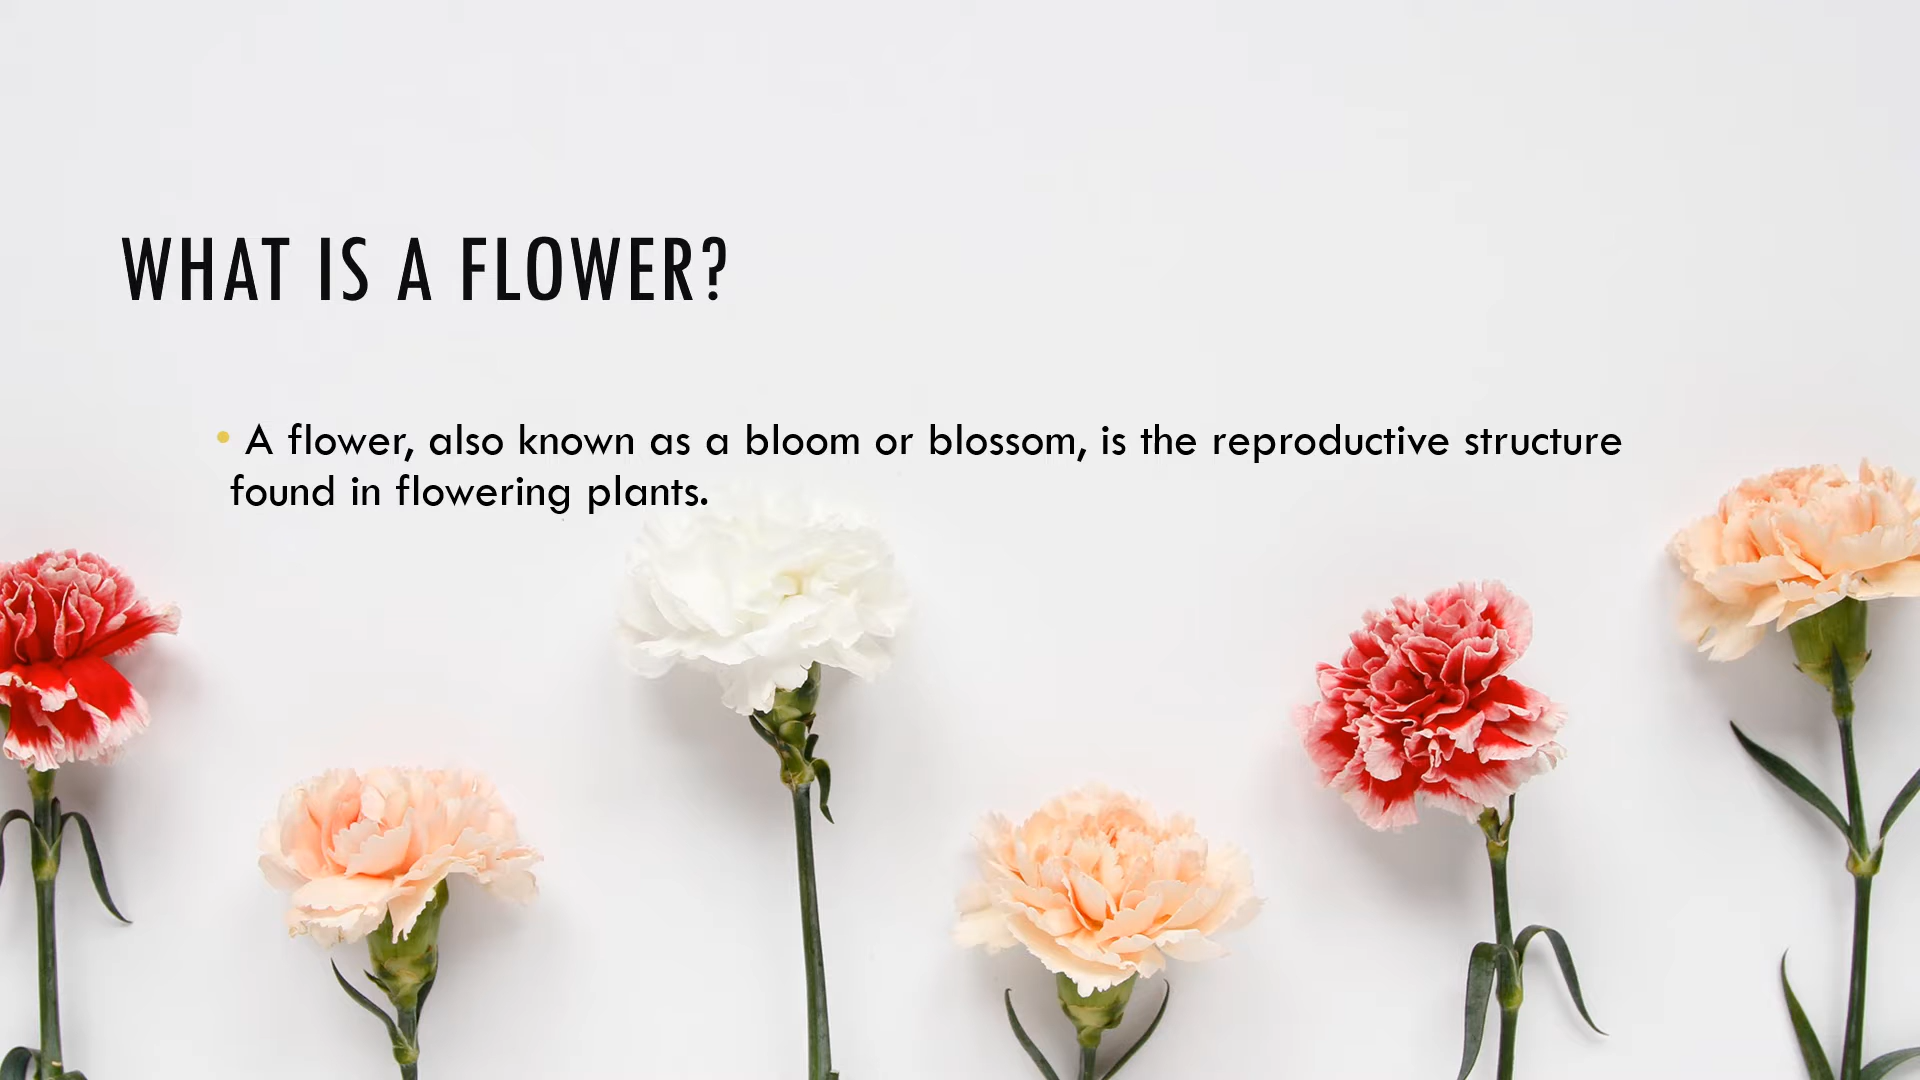 WHAT IS A FLOWER?
• A flower, also known as a bloom or blossom, is the reproductive structure
found in flowering plants.